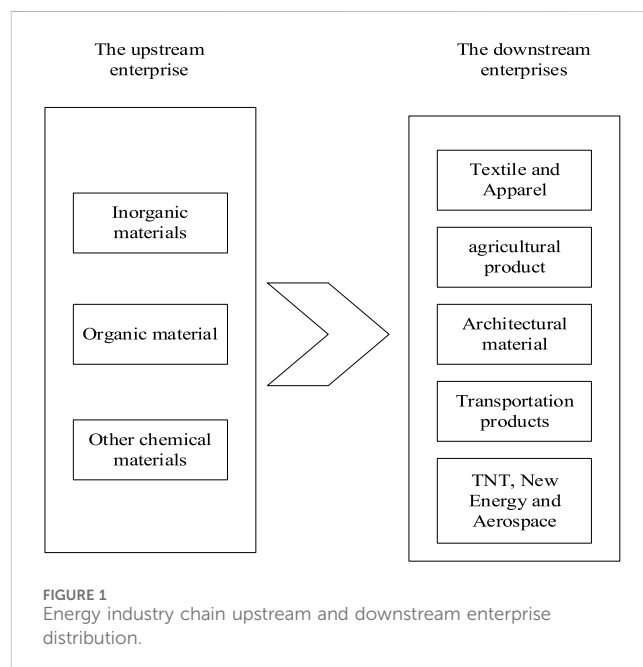 The upstream
enterprise
Inorganic
materials
Organic material
Other chemical
materials
The downstream
enterprises
Textile and
Apparel
agricultural
product
Architectural
material
Transportation
products
TNT, New
Energy and
Aerospace
FIGURE 1
Energy industry chain upstream and downstream enterprise
distribution.